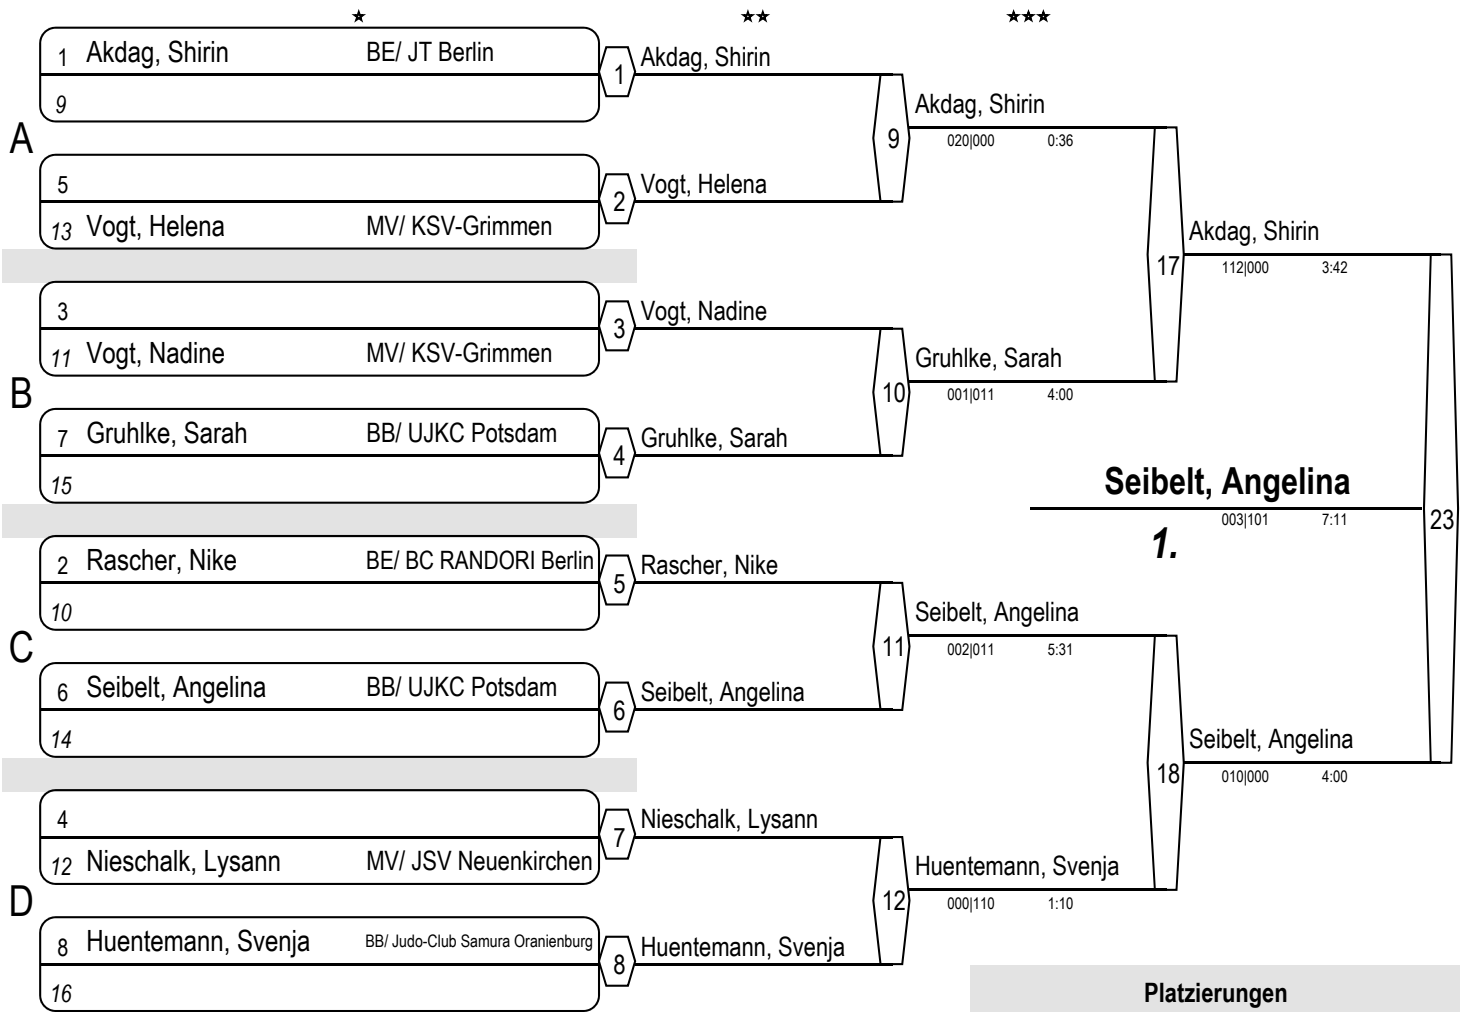 1 Akdag, Shirin BE/ JT Berlin
9
1
Akdag, Shirin
A
5
13 Vogt, Helena MV/ KSV-Grimmen
2
Vogt, Helena
9
Akdag, Shirin
020|000 0:36
3
11 Vogt, Nadine MV/ KSV-Grimmen
3
Vogt, Nadine
B
7 Gruhlke, Sarah BB/ UJKC Potsdam
15
4
Gruhlke, Sarah
10
Gruhlke, Sarah
001|011 4:00
17
Akdag, Shirin
112|000 3:42
2 Rascher, Nike BE/ BC RANDORI Berlin
10
5
Rascher, Nike
C
6 Seibelt, Angelina BB/ UJKC Potsdam
14
6
Seibelt, Angelina
11
Seibelt, Angelina
002|011 5:31
4
12 Nieschalk, Lysann MV/ JSV Neuenkirchen
7
Nieschalk, Lysann
D
8 Huentemann, Svenja BB/ Judo-Club Samura Oranienburg
16
8
Huentemann, Svenja
12
Huentemann, Svenja
000|110 1:10
18
Seibelt, Angelina
010|000 4:00
23
Seibelt, Angelina
003|101 7:11
1.
Platzierungen